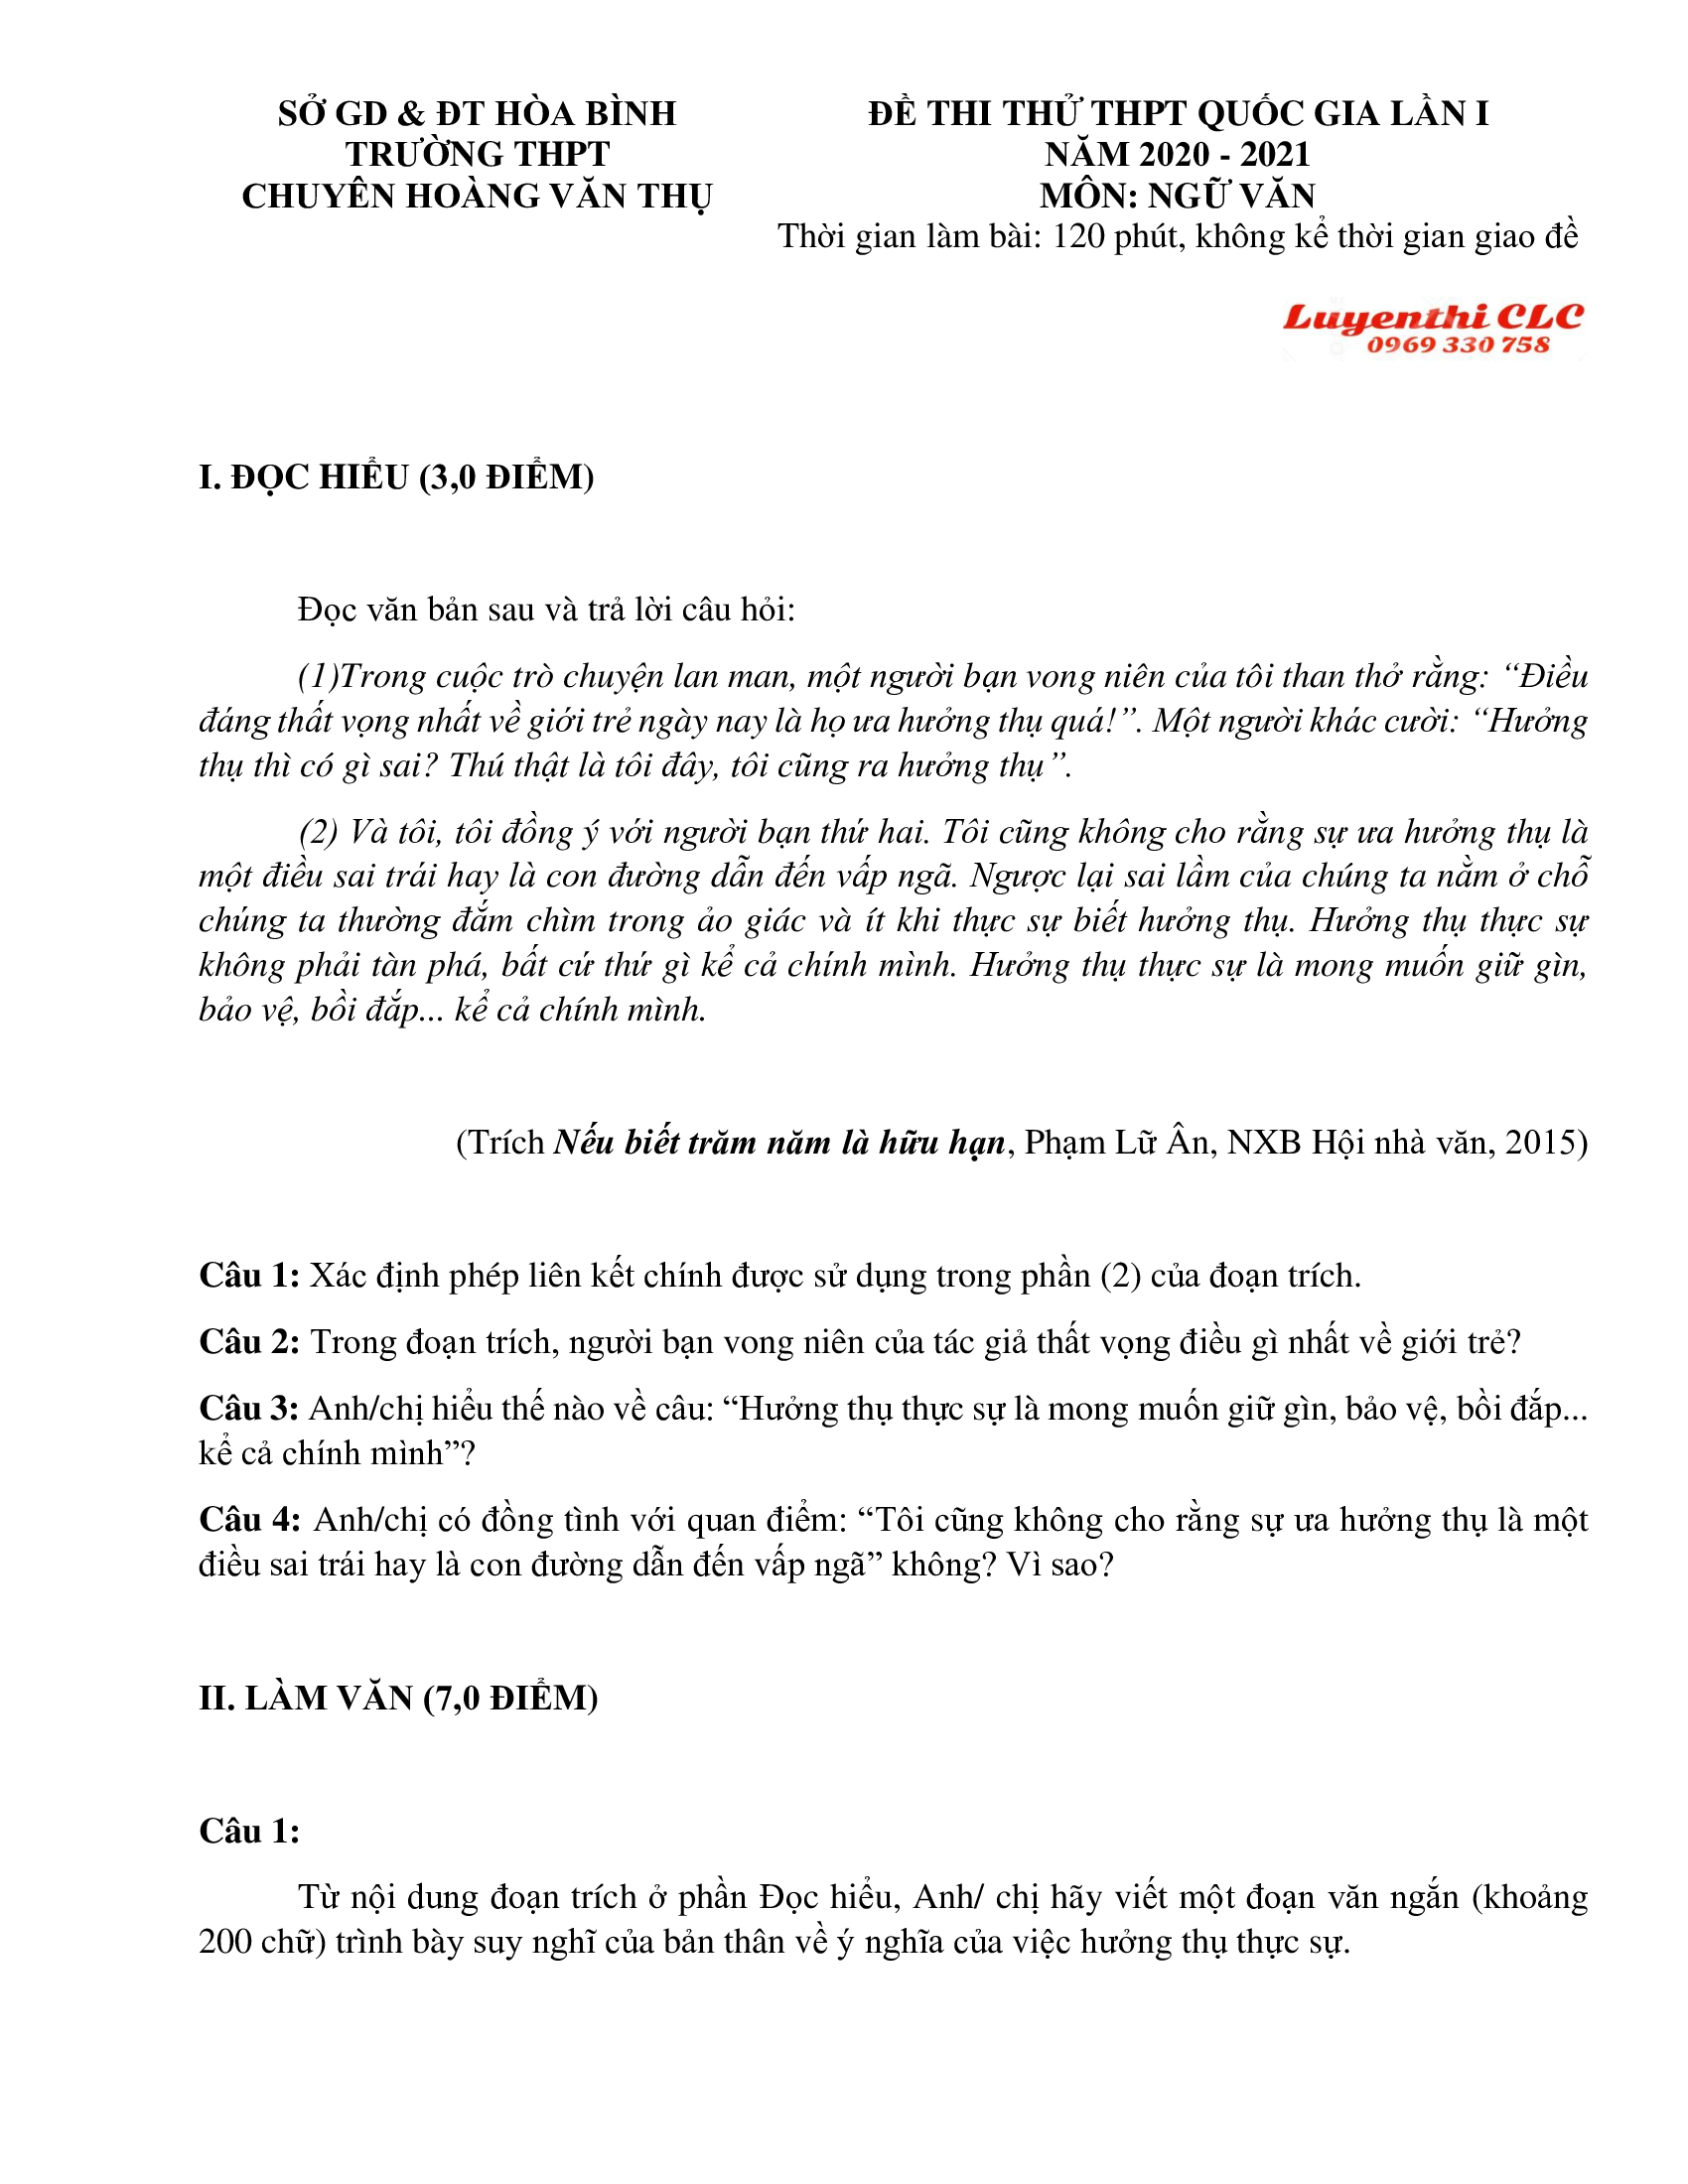 SỞ GD & ĐT HÒA BÌNH
TRƯỜNG THPT
CHUYÊN HOÀNG VĂN THỤ
ĐỀ THI THỬ THPT QUỐC GIA LẦN I
NĂM 2020 - 2021
MÔN: NGỮ VĂN
Thời gian làm bài: 120 phút, không kể thời gian giao đề
Luyenthi CLC
0969 330 758
I. ĐỌC HIỂU (3,0 ĐIỂM)
Đọc văn bản sau và trả lời câu hỏi:
(1)Trong cuộc trò chuyện lan man, một người bạn vong niên của tôi than thở rằng: “Điều
đáng thất vọng nhất về giới trẻ ngày nay là họ ưa hưởng thụ quá!”. Một người khác cười: “Hưởng
thụ thì có gì sai? Thú thật là tôi đây, tôi cũng ra hưởng thụ”.
(2) Và tôi, tôi đồng ý với người bạn thứ hai. Tôi cũng không cho rằng sự ưa hưởng thụ là
một điều sai trái hay là con đường dẫn đến vấp ngã. Ngược lại sai lầm của chúng ta nằm ở chỗ
chúng ta thường đắm chìm trong ảo giác và ít khi thực sự biết hưởng thụ. Hưởng thụ thực sự
không phải tàn phá, bất cứ thứ gì kể cả chính mình. Hưởng thụ thực sự là mong muốn giữ gìn,
bảo vệ, bồi đắp... kể cả chính mình.
(Trích Nếu biết trăm năm là hữu hạn, Phạm Lữ Ân, NXB Hội nhà văn, 2015)
Câu 1: Xác định phép liên kết chính được sử dụng trong phần (2) của đoạn trích.
Câu 2: Trong đoạn trích, người bạn vong niên của tác giả thất vọng điều gì nhất về giới trẻ?
Câu 3: Anh/chị hiểu thế nào về câu: “Hưởng thụ thực sự là mong muốn giữ gìn, bảo vệ, bồi đắp...
kể cả chính mình”?
Câu 4: Anh/chị có đồng tình với quan điểm: “Tôi cũng không cho rằng sự ưa hưởng thụ là một
điều sai trái hay là con đường dẫn đến vấp ngã” không? Vì sao?
II. LÀM VĂN (7,0 ĐIỂM)
Câu 1:
Từ nội dung đoạn trích ở phần Đọc hiểu, Anh/ chị hãy viết một đoạn văn ngắn (khoảng
200 chữ) trình bày suy nghĩ của bản thân về ý nghĩa của việc hưởng thụ thực sự.